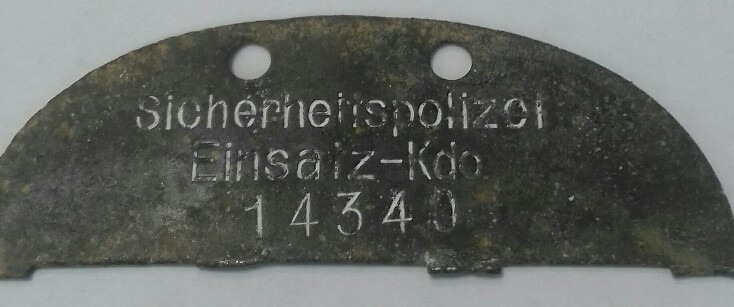 Sicherheitspolizei
Einsatz-Kdo
14340